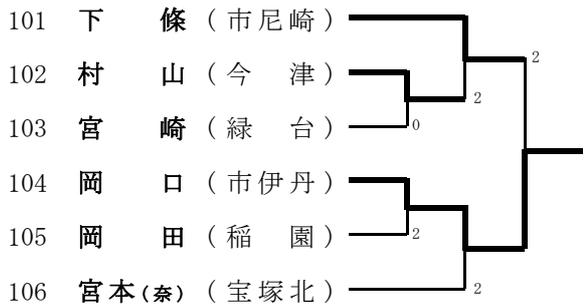 101 下 條 (市尼崎)
2
102 村 山 (今 津)
2
103 宮 崎 (緑 台)
0
104 岡 口 (市伊丹)
105 岡 田 (稲 園)
2
106 宮本(奈) (宝塚北)
2